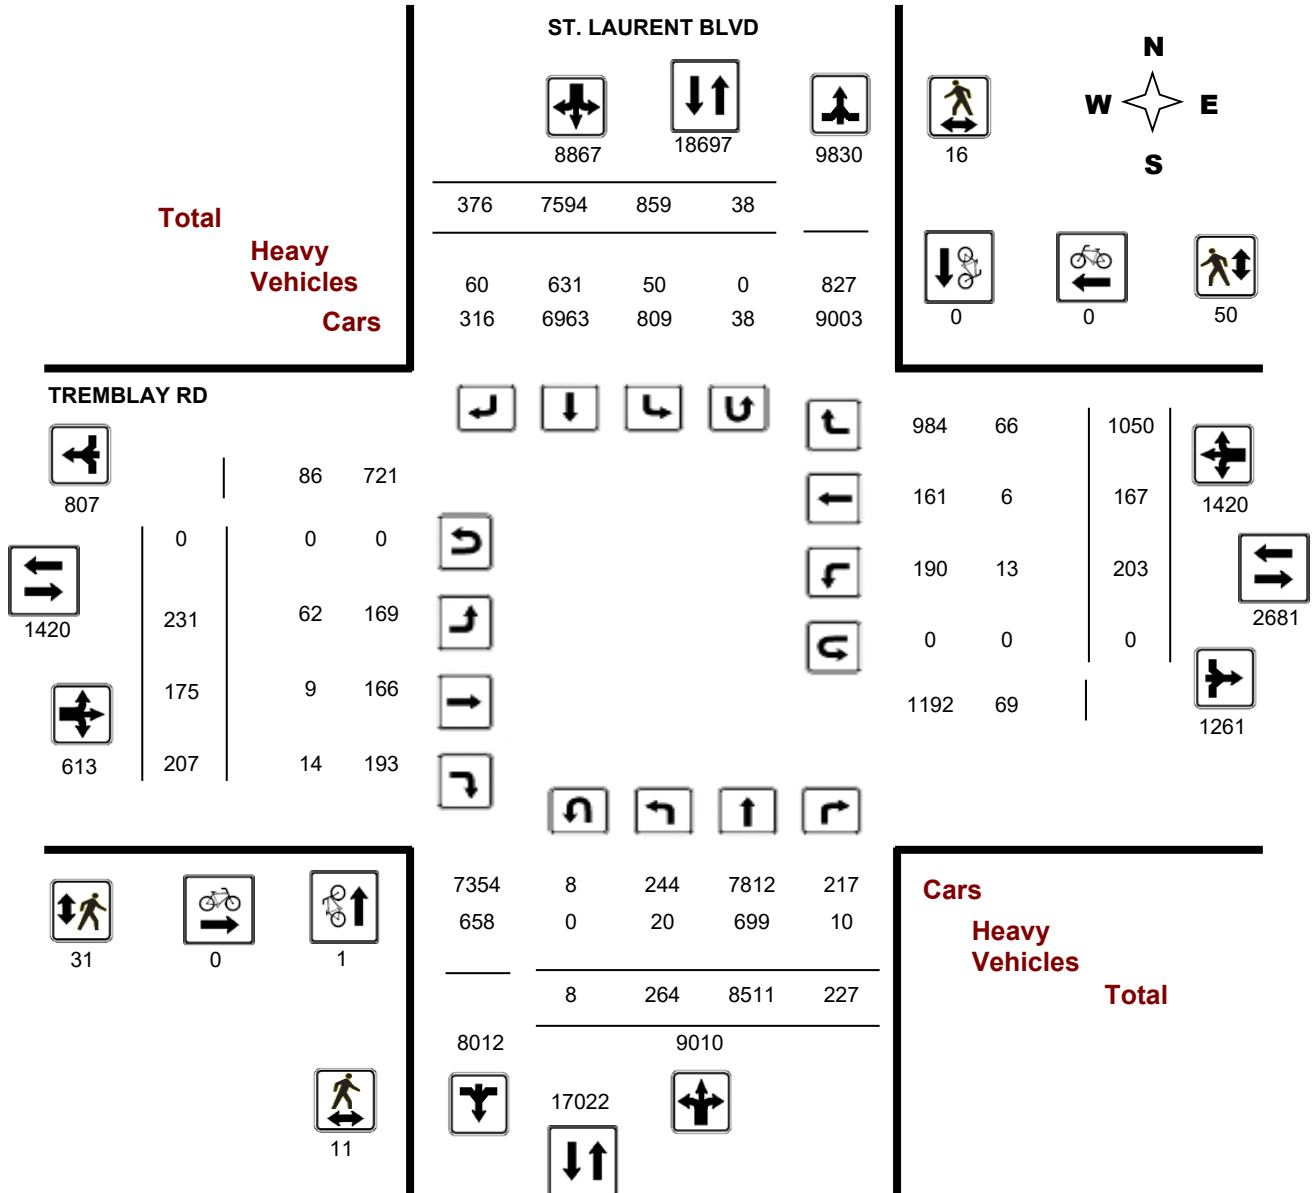 ST. LAURENT BLVD
N
W E
S
8867 18697 9830 16
376 7594 859 38
Total
Heavy
Vehicles
Cars
60 631 50 0 827
316 6963 809 38 9003
0 0 50
TREMBLAY RD
807
86 721
0 0 0
1420
231 62 169
175 9 166
613
207 14 193
984 66 1050
161 6 167 1420
190 13 203
2681
0 0 0
1192 69
1261
7354 8 244 7812 217
658 0 20 699 10
8 264 8511 227
8012 9010
17022
31 0 1
11
Cars
Heavy
Vehicles
Total